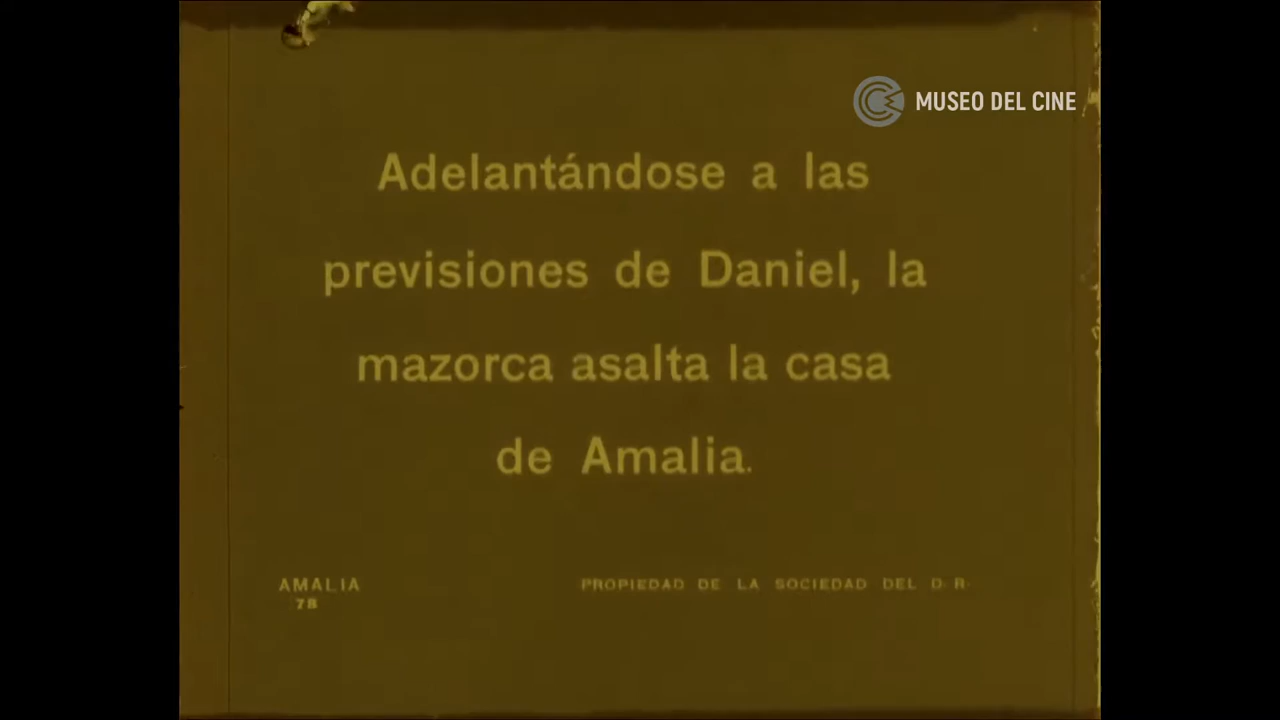 MUSEO DEL CINE
Adelantándose a las
previsiones de Daniel, la
mazorca asalta la casa
de Amalia.
AMALIA
78
PROPIEDAD DE LA SOCIEDAD DEL D. R.